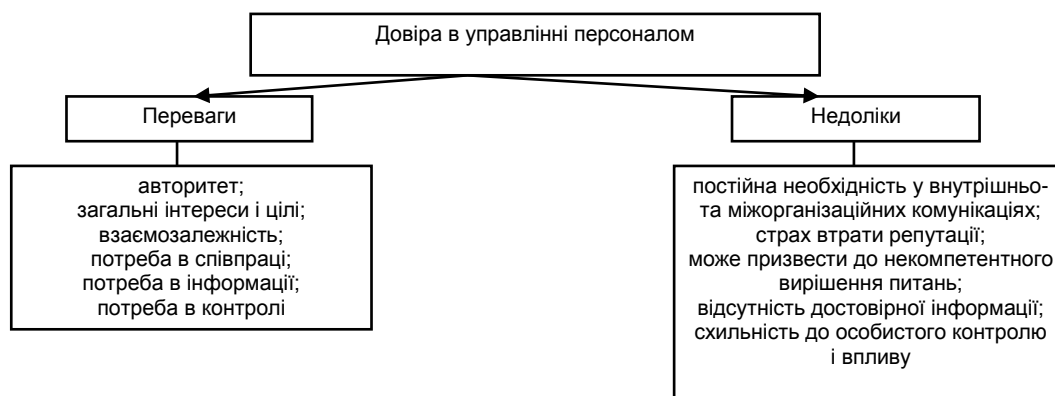 Довіра в управлінні персоналом
Переваги
Недоліки
авторитет;
загальні інтереси і цілі;
взаємозалежність;
потреба в співпраці;
потреба в інформації;
потреба в контролі
постійна необхідність у внутрішньо-
та міжорганізаційних комунікаціях;
страх втрати репутації;
може призвести до некомпетентного
вирішення питань;
відсутність достовірної інформації;
схильність до особистого контролю
і впливу